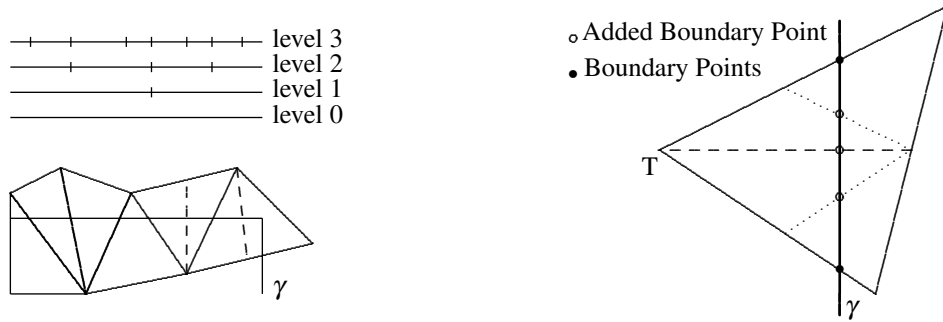 level 3
level 2
level 1
level 0
γ
Added Boundary Point
Boundary Points
T
γ